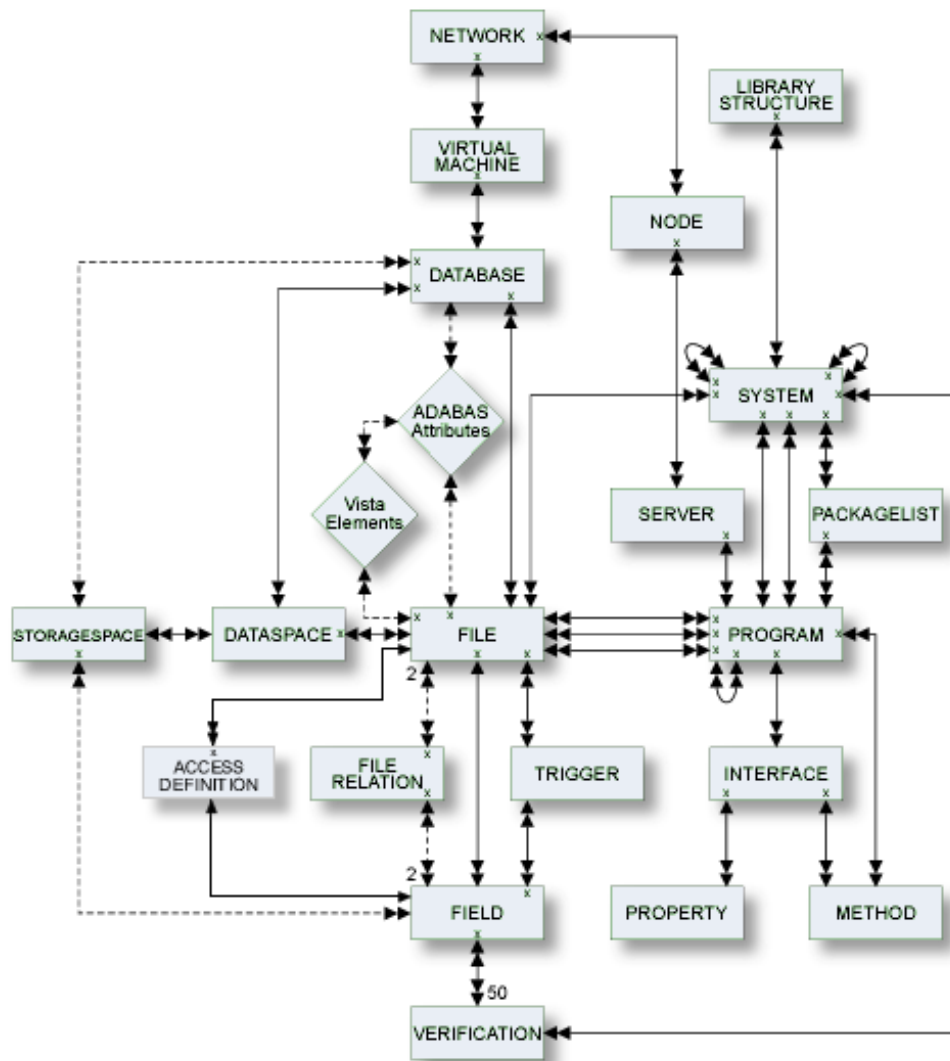 NETWORK
LIBRARY
STRUCTURE
VIRTUAL
MACHINE
NODE
DATABASE
SYSTEM
ADABAS
Attributes
Vista
Elements
SERVER
PACKAGELIST
STORAGESPACE
DATASPACE
FILE
PROGRAM
2
ACCESS
DEFINITION
FILE
RELATION
TRIGGER
INTERFACE
2
FIELD
PROPERTY
METHOD
50
VERIFICATION